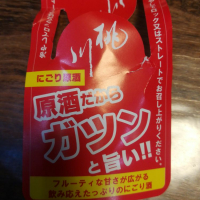 桃川
ロック又はストレートでお召し上がりください。
にごり原酒
原酒だから
ガツン
と旨い!!
フルーティな甘さが広がる
飲み応えたっぷりのにごり酒